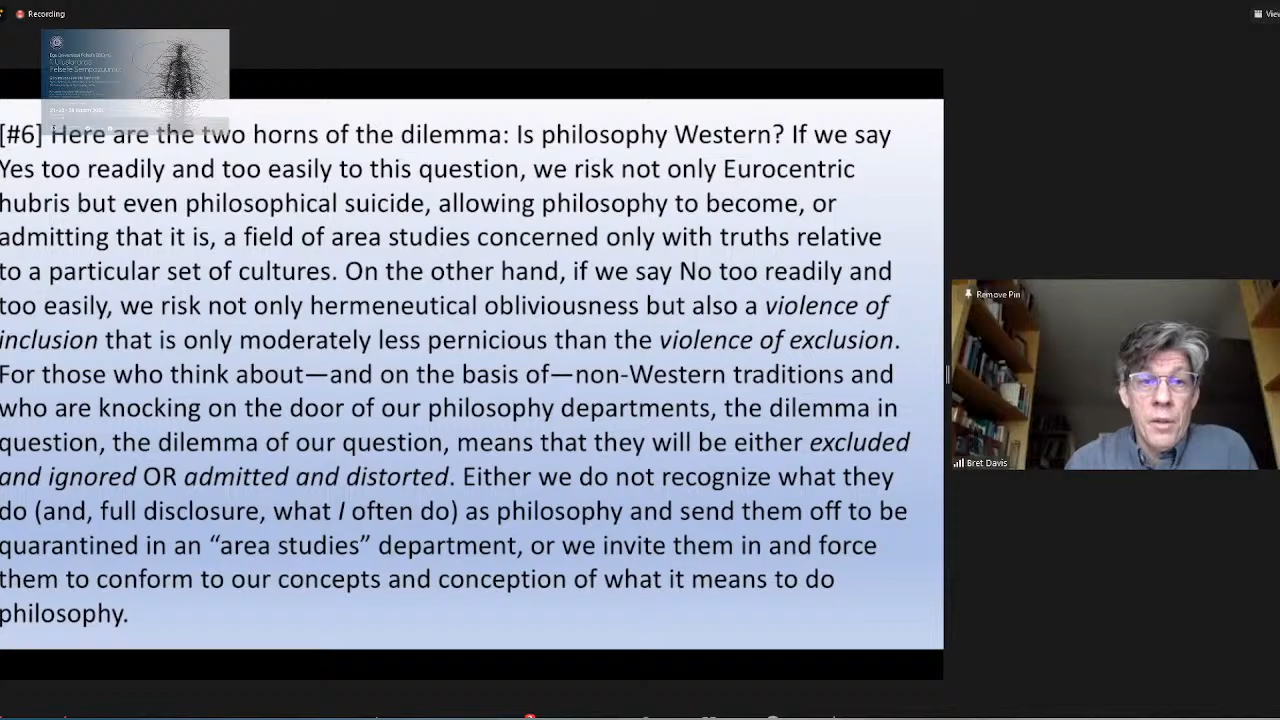 Recording
View
Ege Üniversitesi Felsefe Bölümü
Felsefe Sempozyumu
[#6] Here are the two horns of the dilemma: Is philosophy Western? If we say
Yes too readily and too easily to this question, we risk not only Eurocentric
hubris but even philosophical suicide, allowing philosophy to become, or
admitting that it is, a field of area studies concerned only with truths relative
to a particular set of cultures. On the other hand, if we say No too readily and
too easily, we risk not only hermeneutical obliviousness but also a violence of
inclusion that is only moderately less pernicious than the violence of exclusion.
For those who think about—and on the basis of—non-Western traditions and
who are knocking on the door of our philosophy departments, the dilemma in
question, the dilemma of our question, means that they will be either excluded
and ignored OR admitted and distorted. Either we do not recognize what they
do (and, full disclosure, what I often do) as philosophy and send them off to be
quarantined in an “area studies” department, or we invite them in and force
them to conform to our concepts and conception of what it means to do
philosophy.
Remove Pin
Bret Davis